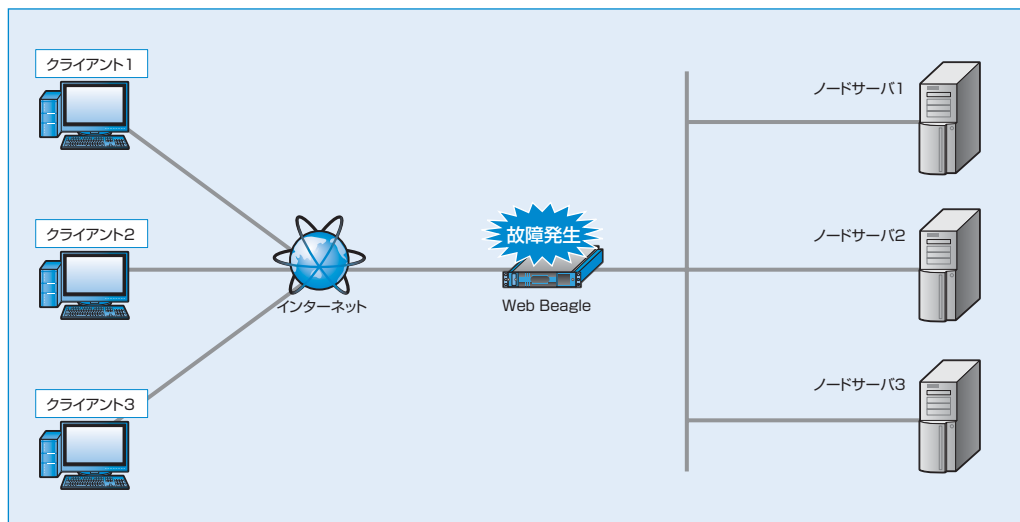 クライアント1
クライアント2
クライアント3
インターネット
故障発生
Web Beagle
ノードサーバ1
ノードサーバ2
ノードサーバ3